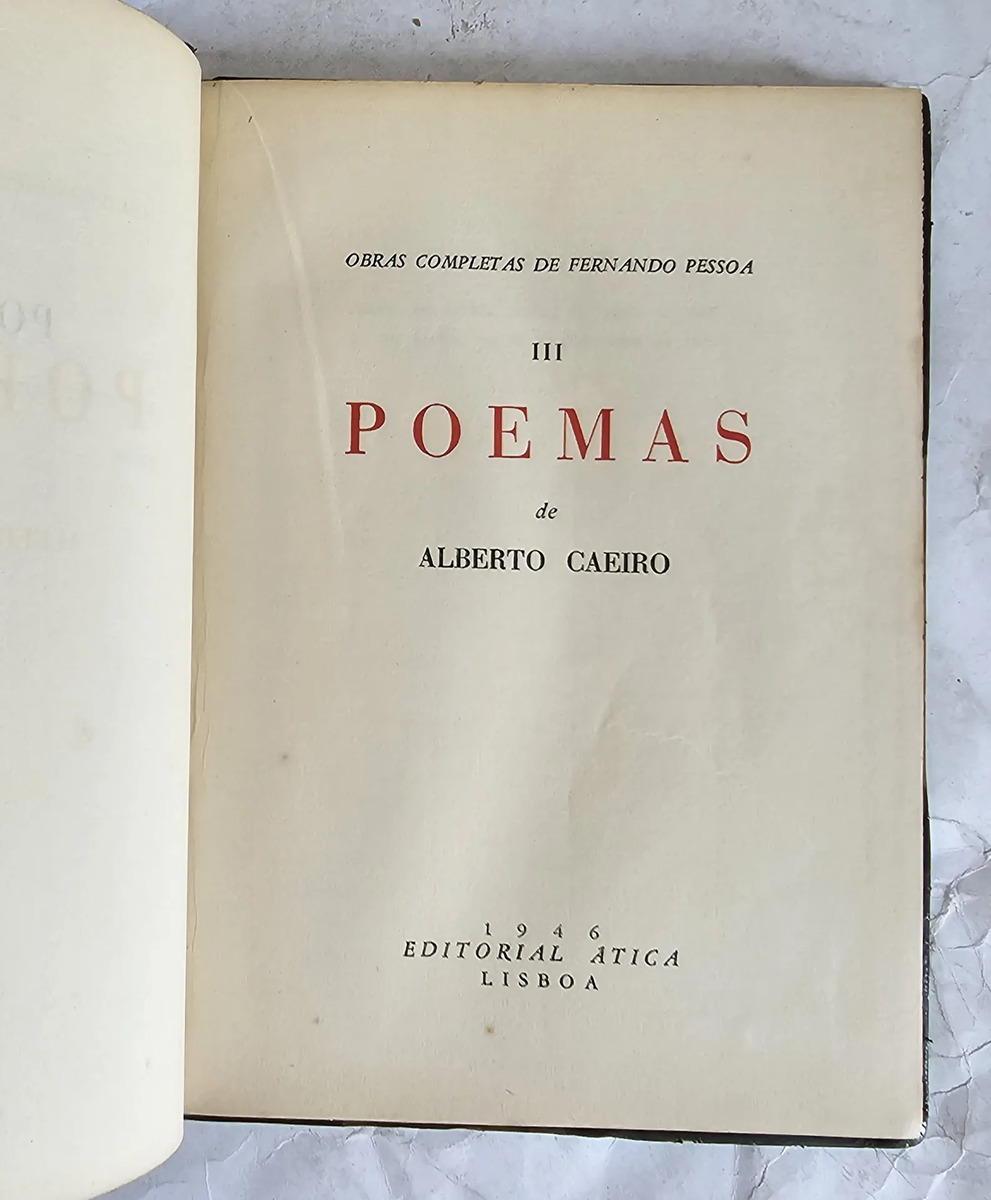 OBRAS COMPLETAS DE FERNANDO PESSOA
III
POEMAS
de
ALBERTO CAEIRO
1946
EDITORIAL ÁTICA
LISBOA